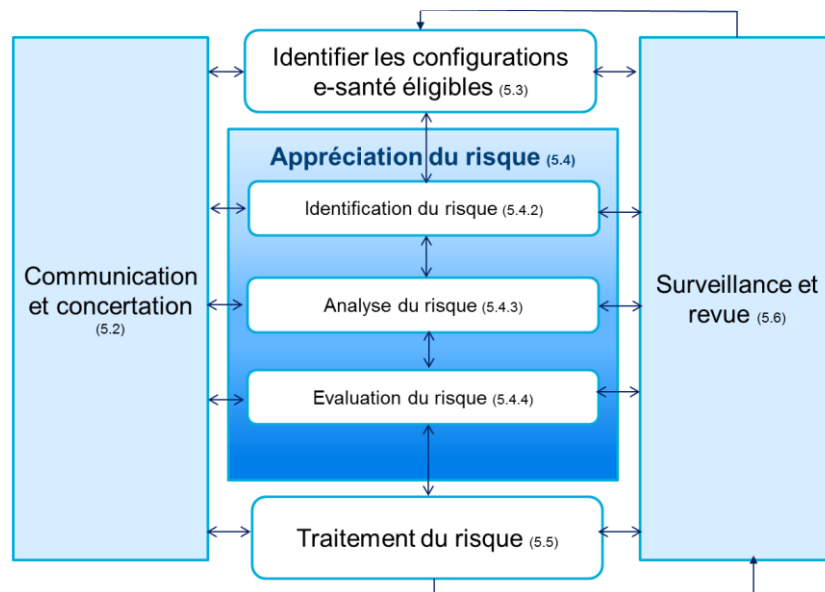 Identifier les configurations
e-santé éligibles (5.3)
Appréciation du risque (5.4)
Identification du risque (5.4.2)
Communication
et concertation
(5.2)
Analyse du risque (5.4.3)
Surveillance et
revue (5.6)
Evaluation du risque (5.4.4)
Traitement du risque (5.5)